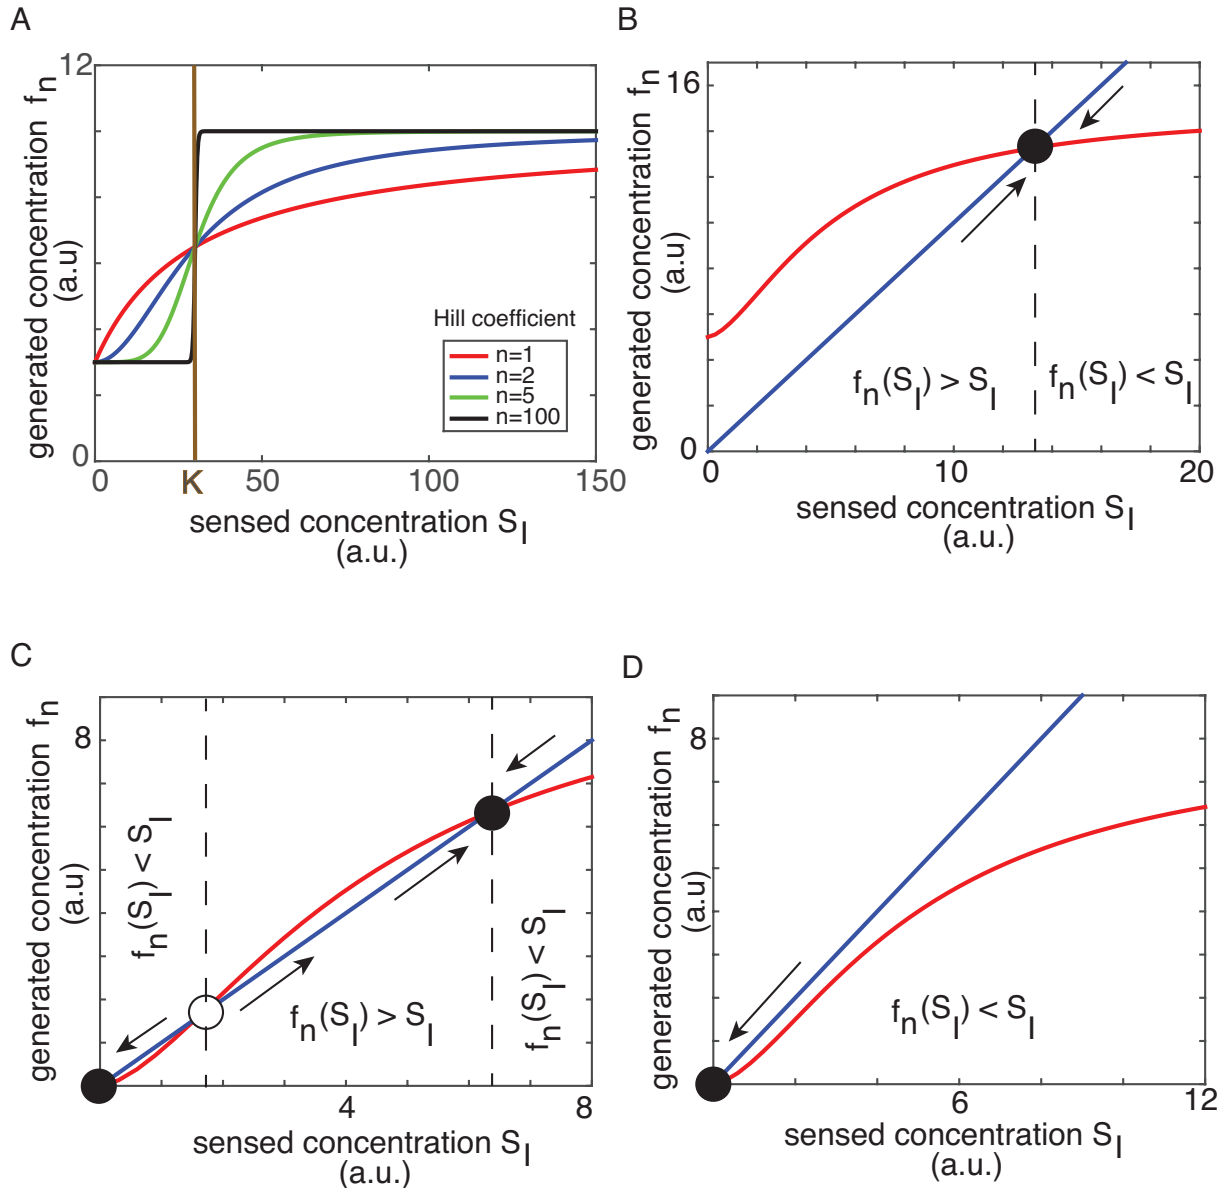 A
12
0
generated concentration f_n
(a.u)
0
K
50
100
150
sensed concentration S_I
(a.u.)
Hill coefficient
n=1
n=2
n=5
n=100
B
16
0
generated concentration f_n
(a.u)
f_n(S_I) > S_I
f_n(S_I) < S_I
0
10
20
sensed concentration S_I
(a.u.)
C
8
generated concentration f_n
(a.u)
f_n(S_I) < S_I
f_n(S_I) > S_I
f_n(S_I) < S_I
4
8
sensed concentration S_I
(a.u.)
D
8
generated concentration f_n
(a.u)
f_n(S_I) < S_I
6
12
sensed concentration S_I
(a.u.)